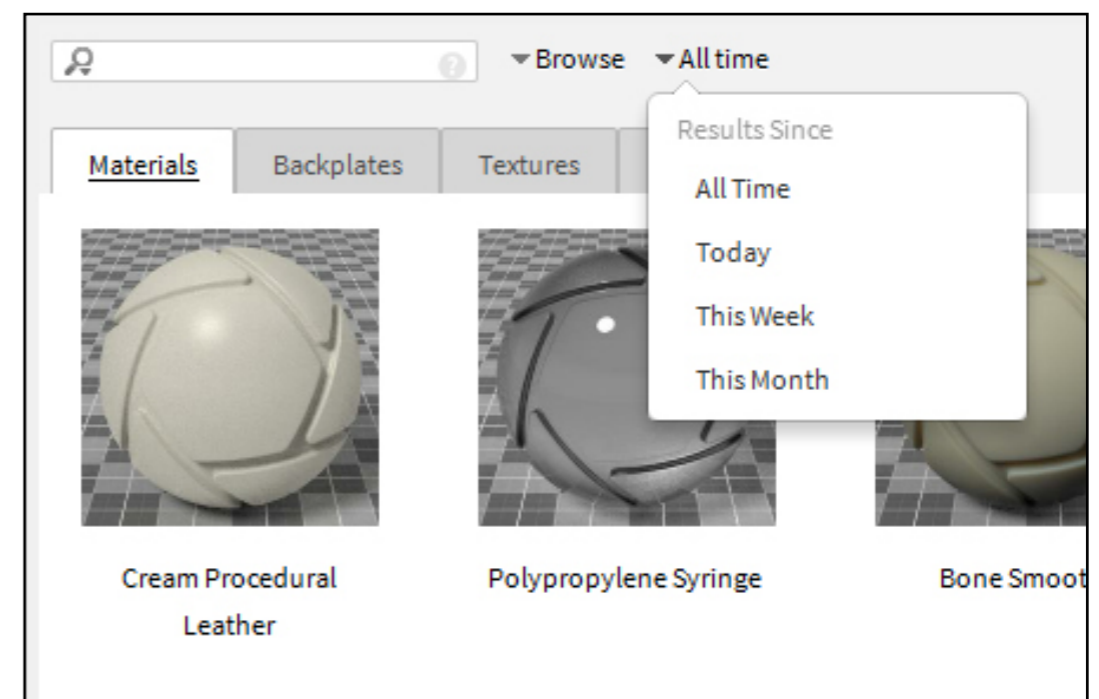 Browse All time
Results Since
All Time
Today
This Week
This Month
Materials Backplates Textures
Cream Procedural
Leather
Polypropylene Syringe
Bone Smoot